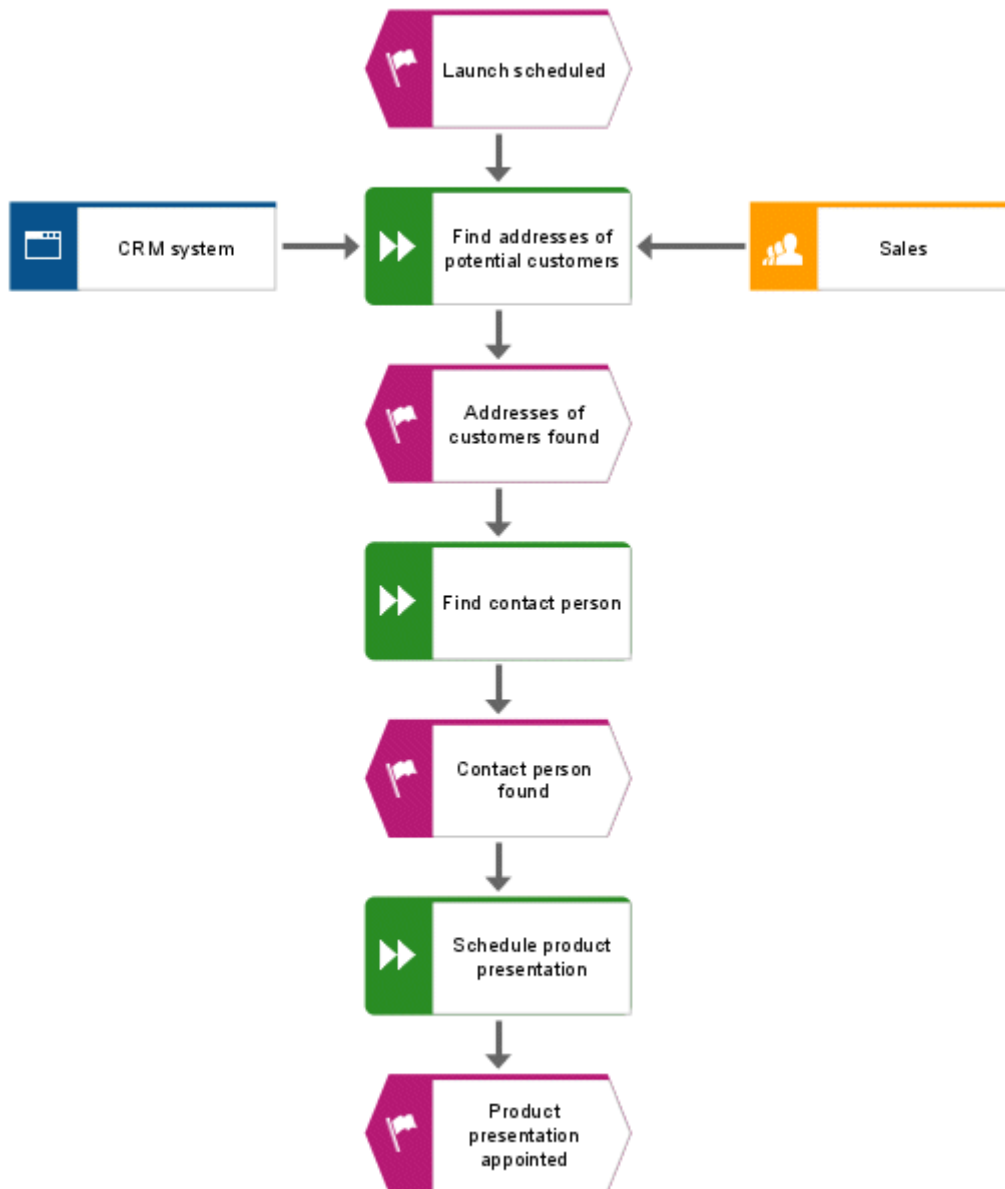 Launch scheduled
CRM system
Find addresses of
potential customers
Sales
Addresses of
customers found
Find contact person
Contact person
found
Schedule product
presentation
Product
presentation
appointed